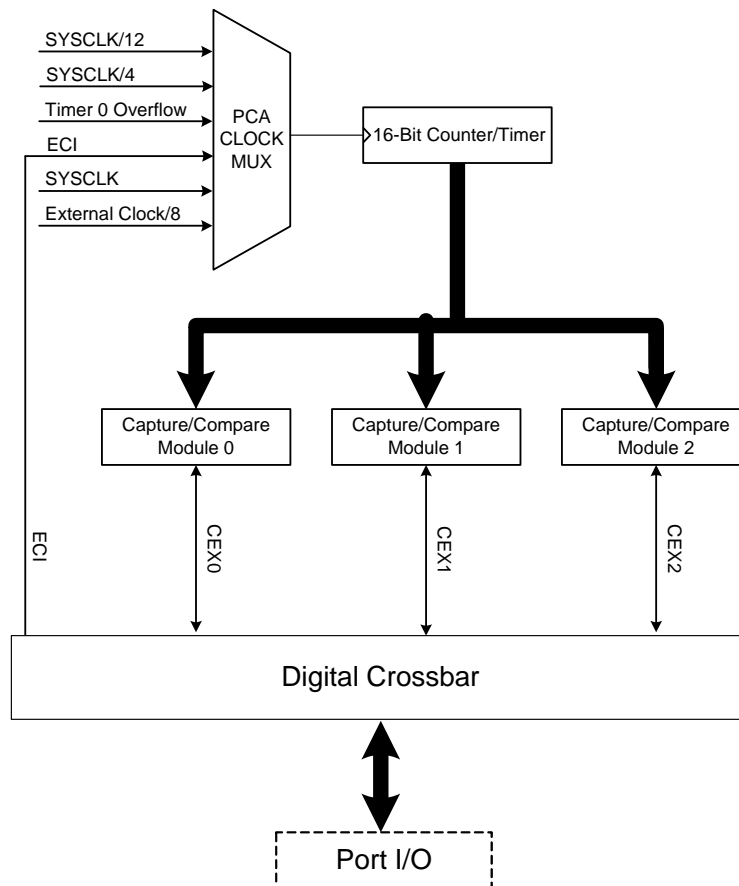 SYSCLK/12
SYSCLK/4
Timer 0 Overflow
ECI
SYSCLK
External Clock/8
PCA
CLOCK
MUX
16-Bit Counter/Timer
Capture/Compare
Module 0
Capture/Compare
Module 1
Capture/Compare
Module 2
ECI
CEX0
CEX1
CEX2
Digital Crossbar
Port I/O